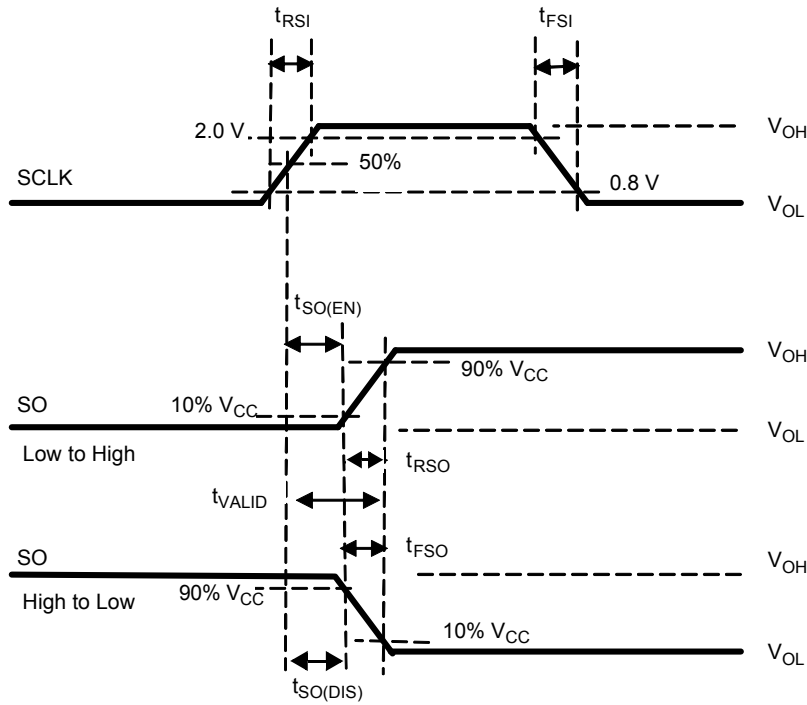 tRSI
tFSI
2.0 V
VOH
50%
SCLK
0.8 V
VOL
tSO(EN)
VOH
90% VCC
SO
10% VCC
VOL
Low to High
tRSO
tVALID
tFSO
SO
VOH
High to Low
90% VCC
10% VCC
VOL
tSO(DIS)